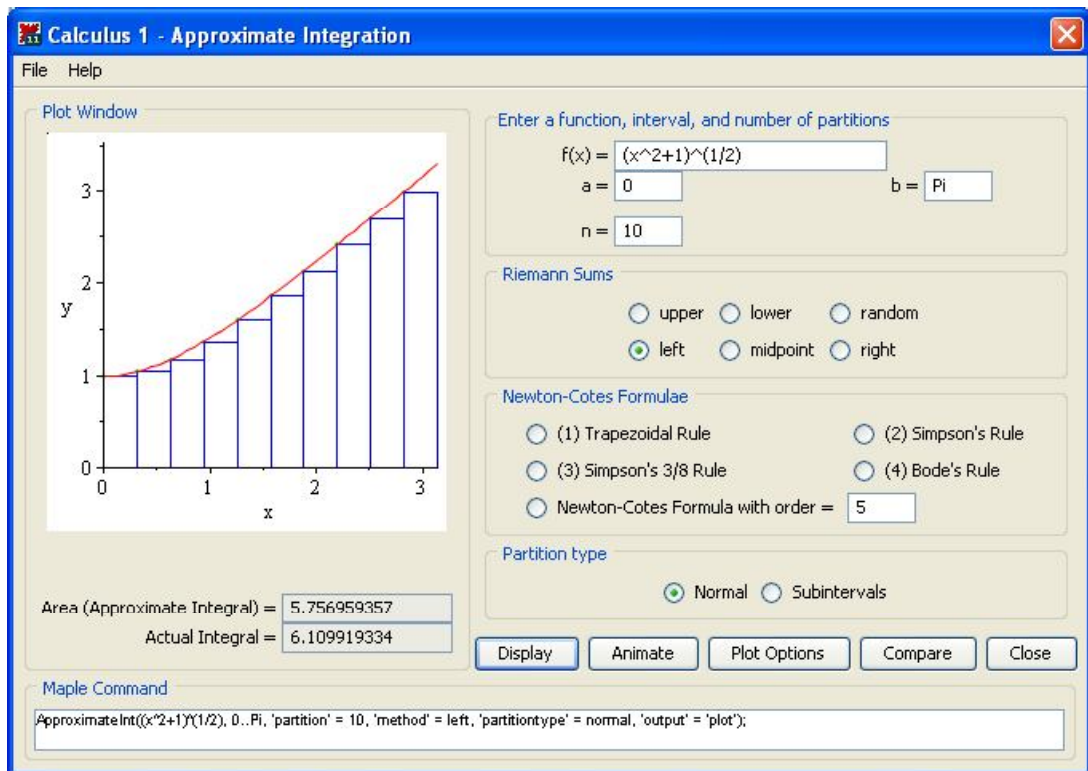 Calculus 1 - Approximate Integration
File Help
Plot Window
3
2
y
1
0
0 1 2 3
x
Area (Approximate Integral) = 5.756959357
Actual Integral = 6.109919334
Enter a function, interval, and number of partitions
f(x) = (x^2+1)^(1/2)
a = 0 b = Pi
n = 10
Riemann Sums
upper lower random
left midpoint right
Newton-Cotes Formulae
(1) Trapezoidal Rule (2) Simpson's Rule
(3) Simpson's 3/8 Rule (4) Bode's Rule
Newton-Cotes Formula with order = 5
Partition type
Normal Subintervals
Display Animate Plot Options Compare Close
Maple Command
ApproximateInt((x^2+1)^(1/2), 0..Pi, 'partition' = 10, 'method' = left, 'partitiontype' = normal, 'output' = 'plot');